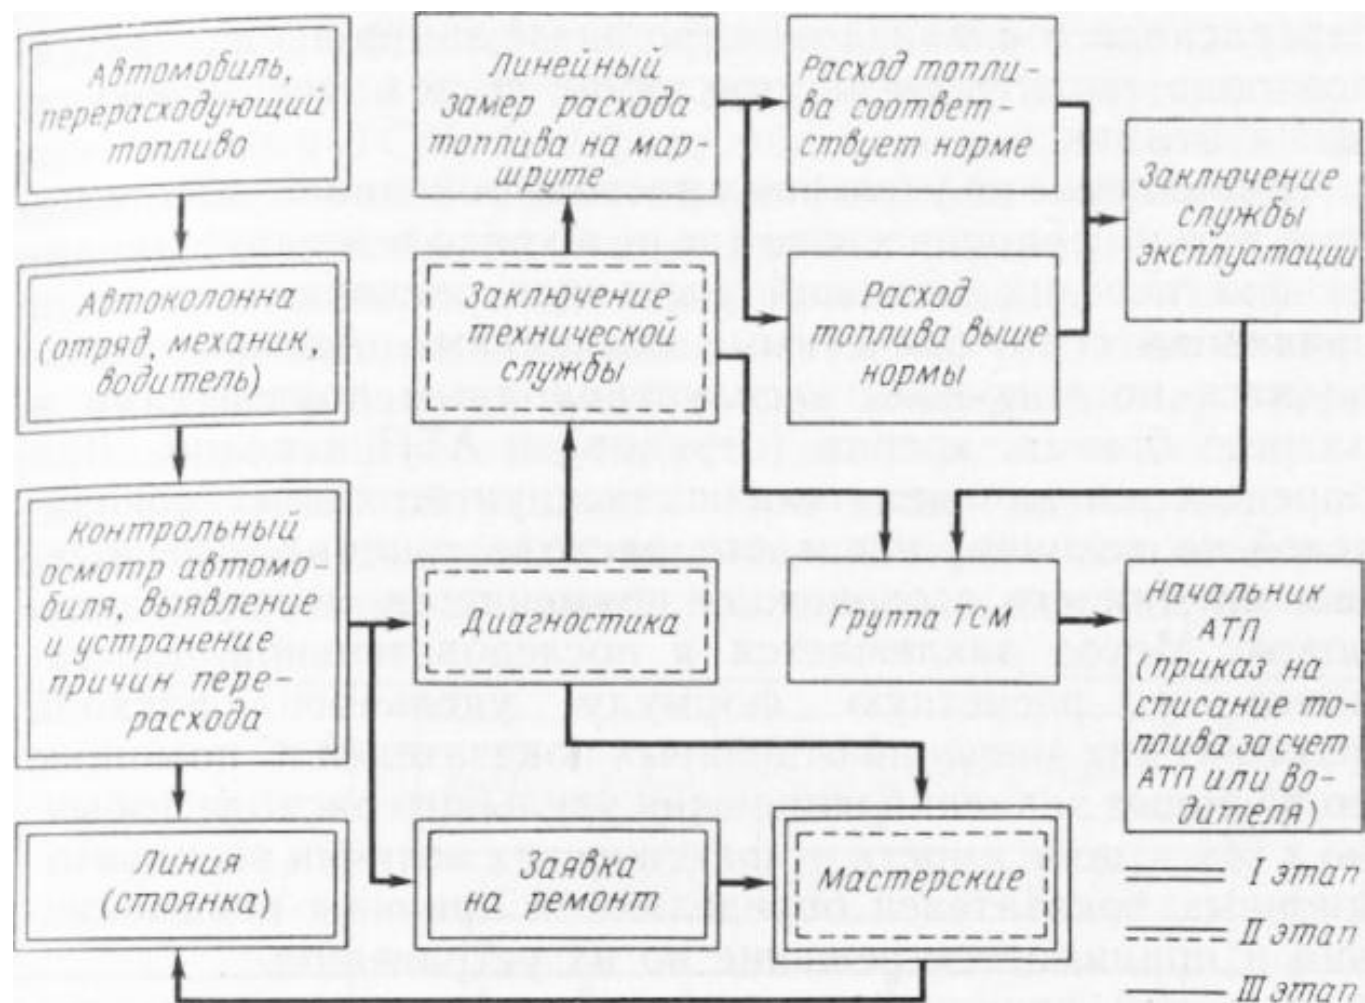 Автомобиль,
перерасходующий
топливо
Линейный
замер расхода
топлива на мар-
шруте
Расход топли-
ва соответ-
ствует норме
Заключение
службы
эксплуатации
Автоколонна
(отряд, механик,
водитель)
Заключение
технической
службы
Расход
топлива выше
нормы
Контрольный
осмотр автомо-
биля, выявление
и устранение
причин пере-
расхода
Диагностика
Группа ТСМ
Начальник
АТП
(приказ на
списание то-
плива за счет
АТП или во-
дителя)
Линия
(стоянка)
Заявка
на ремонт
Мастерские
I этап
II этап
III этап